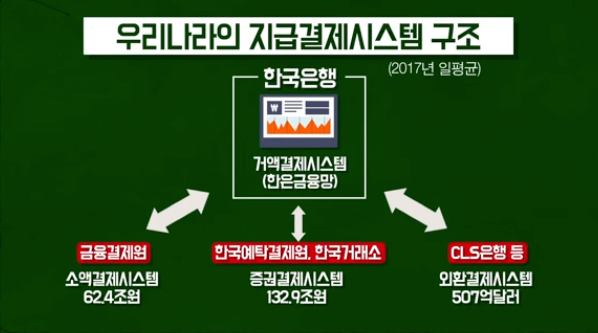 우리나라의 지급결제시스템 구조
(2017년 일평균)
한국은행
W
거액결제시스템
(한은금융망)
금융결제원
소액결제시스템
62.4조원
한국예탁결제원, 한국거래소
증권결제시스템
132.9조원
CLS은행 등
외환결제시스템
507억달러